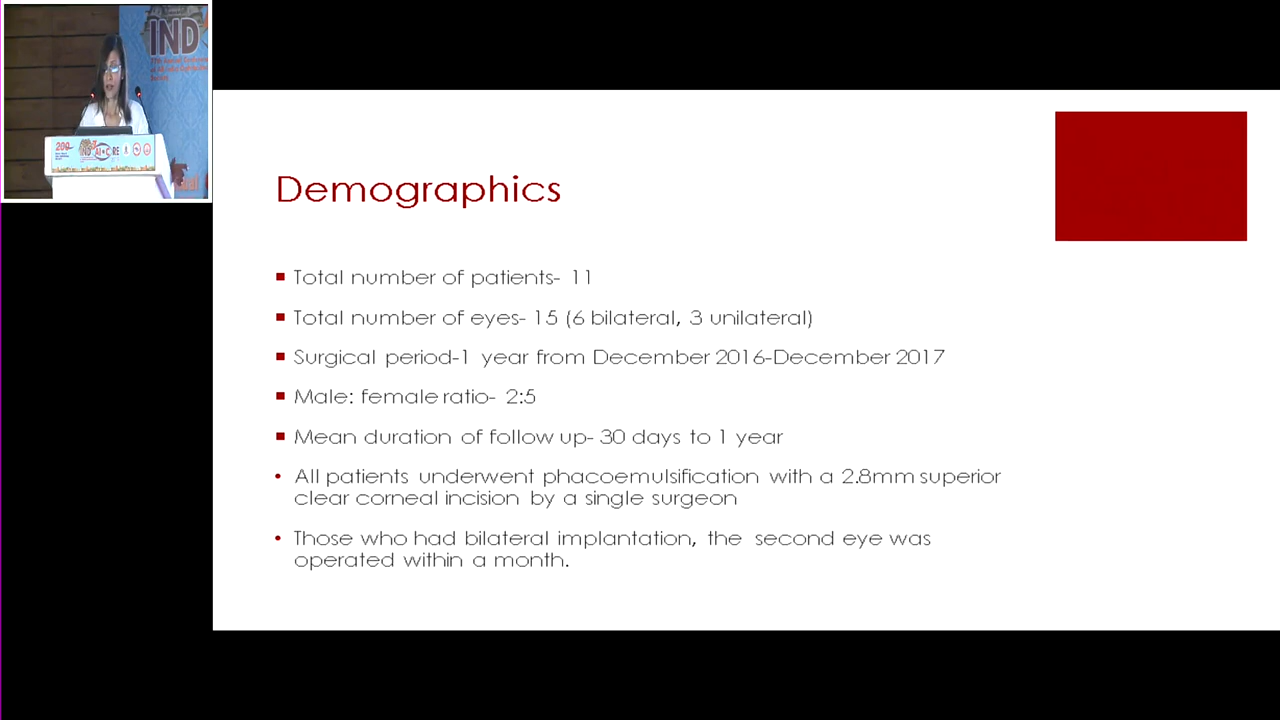 IND
Demographics
Total number of patients- 11
Total number of eyes- 15 (6 bilateral, 3 unilateral)
Surgical period-1 year from December 2016-December 2017
Male: female ratio- 2:5
Mean duration of follow up- 30 days to 1 year
All patients underwent phacoemulsification with a 2.8mm superior
clear corneal incision by a single surgeon
Those who had bilateral implantation, the second eye was
operated within a month.